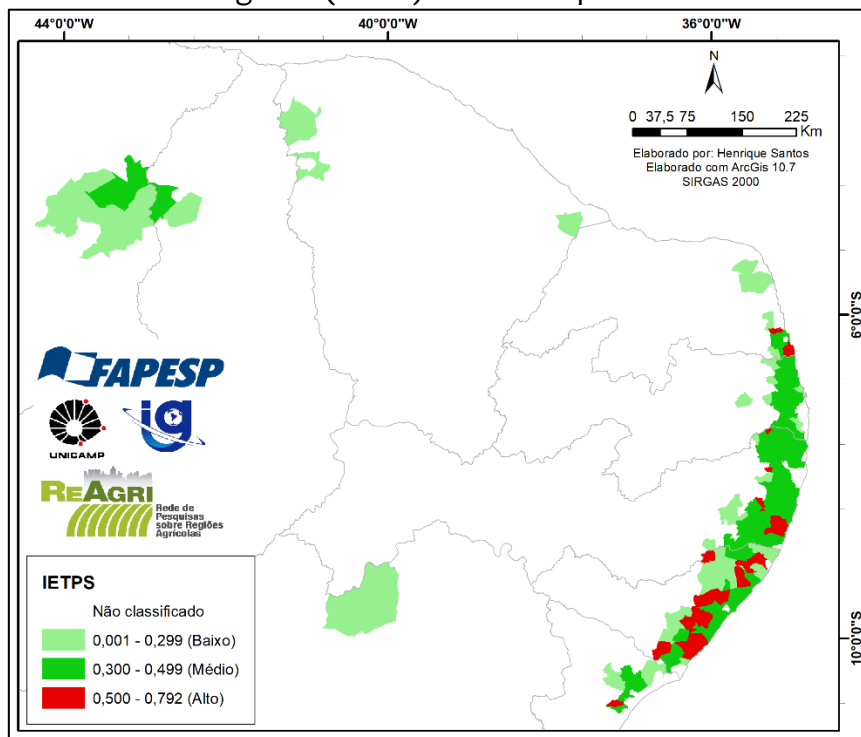 44°0'0"W 40°0'0"W 36°0'0"W
N
0 37,5 75 150 225
Km
Elaborado por: Henrique Santos
Elaborado com ArcGis 10.7
SIRGAS 2000
6°0'0"S
FAPESP
UNICAMP
ig
REAGRI
Rede de
Pesquisas
sobre Regiões
Agrícolas
IETPS
Não classificado
0,001 - 0,299 (Baixo)
0,300 - 0,499 (Médio)
0,500 - 0,792 (Alto)
10°0'0"S